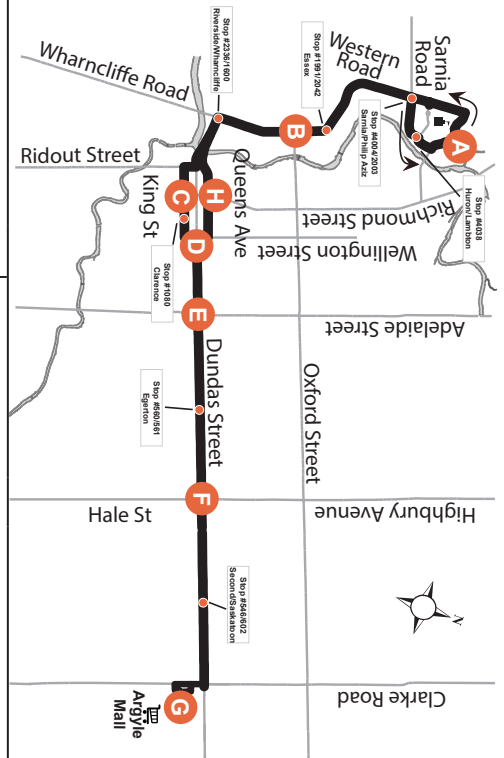 Sarnia
Road
Western
Road
Wharncliffe Road
Stop #2336/1600
Riverside/Wharncliffe
Stop #1991/2042
Essex
Stop #4004/2003
Sarnia/Philip Aziz
Stop #4038
Huron/Lambton
A
B
Ridout Street
Queens Ave
King St
Richmond Street
Wellington Street
H
C
D
Stop #1080
Clarence
E
Adelaide Street
Dundas Street
Oxford Street
Stop #560/561
Egerton
F
Hale St
Highbury Avenue
Stop #546/602
Second/Saskatoon
N
Clarke Road
G
Argyle
Mall